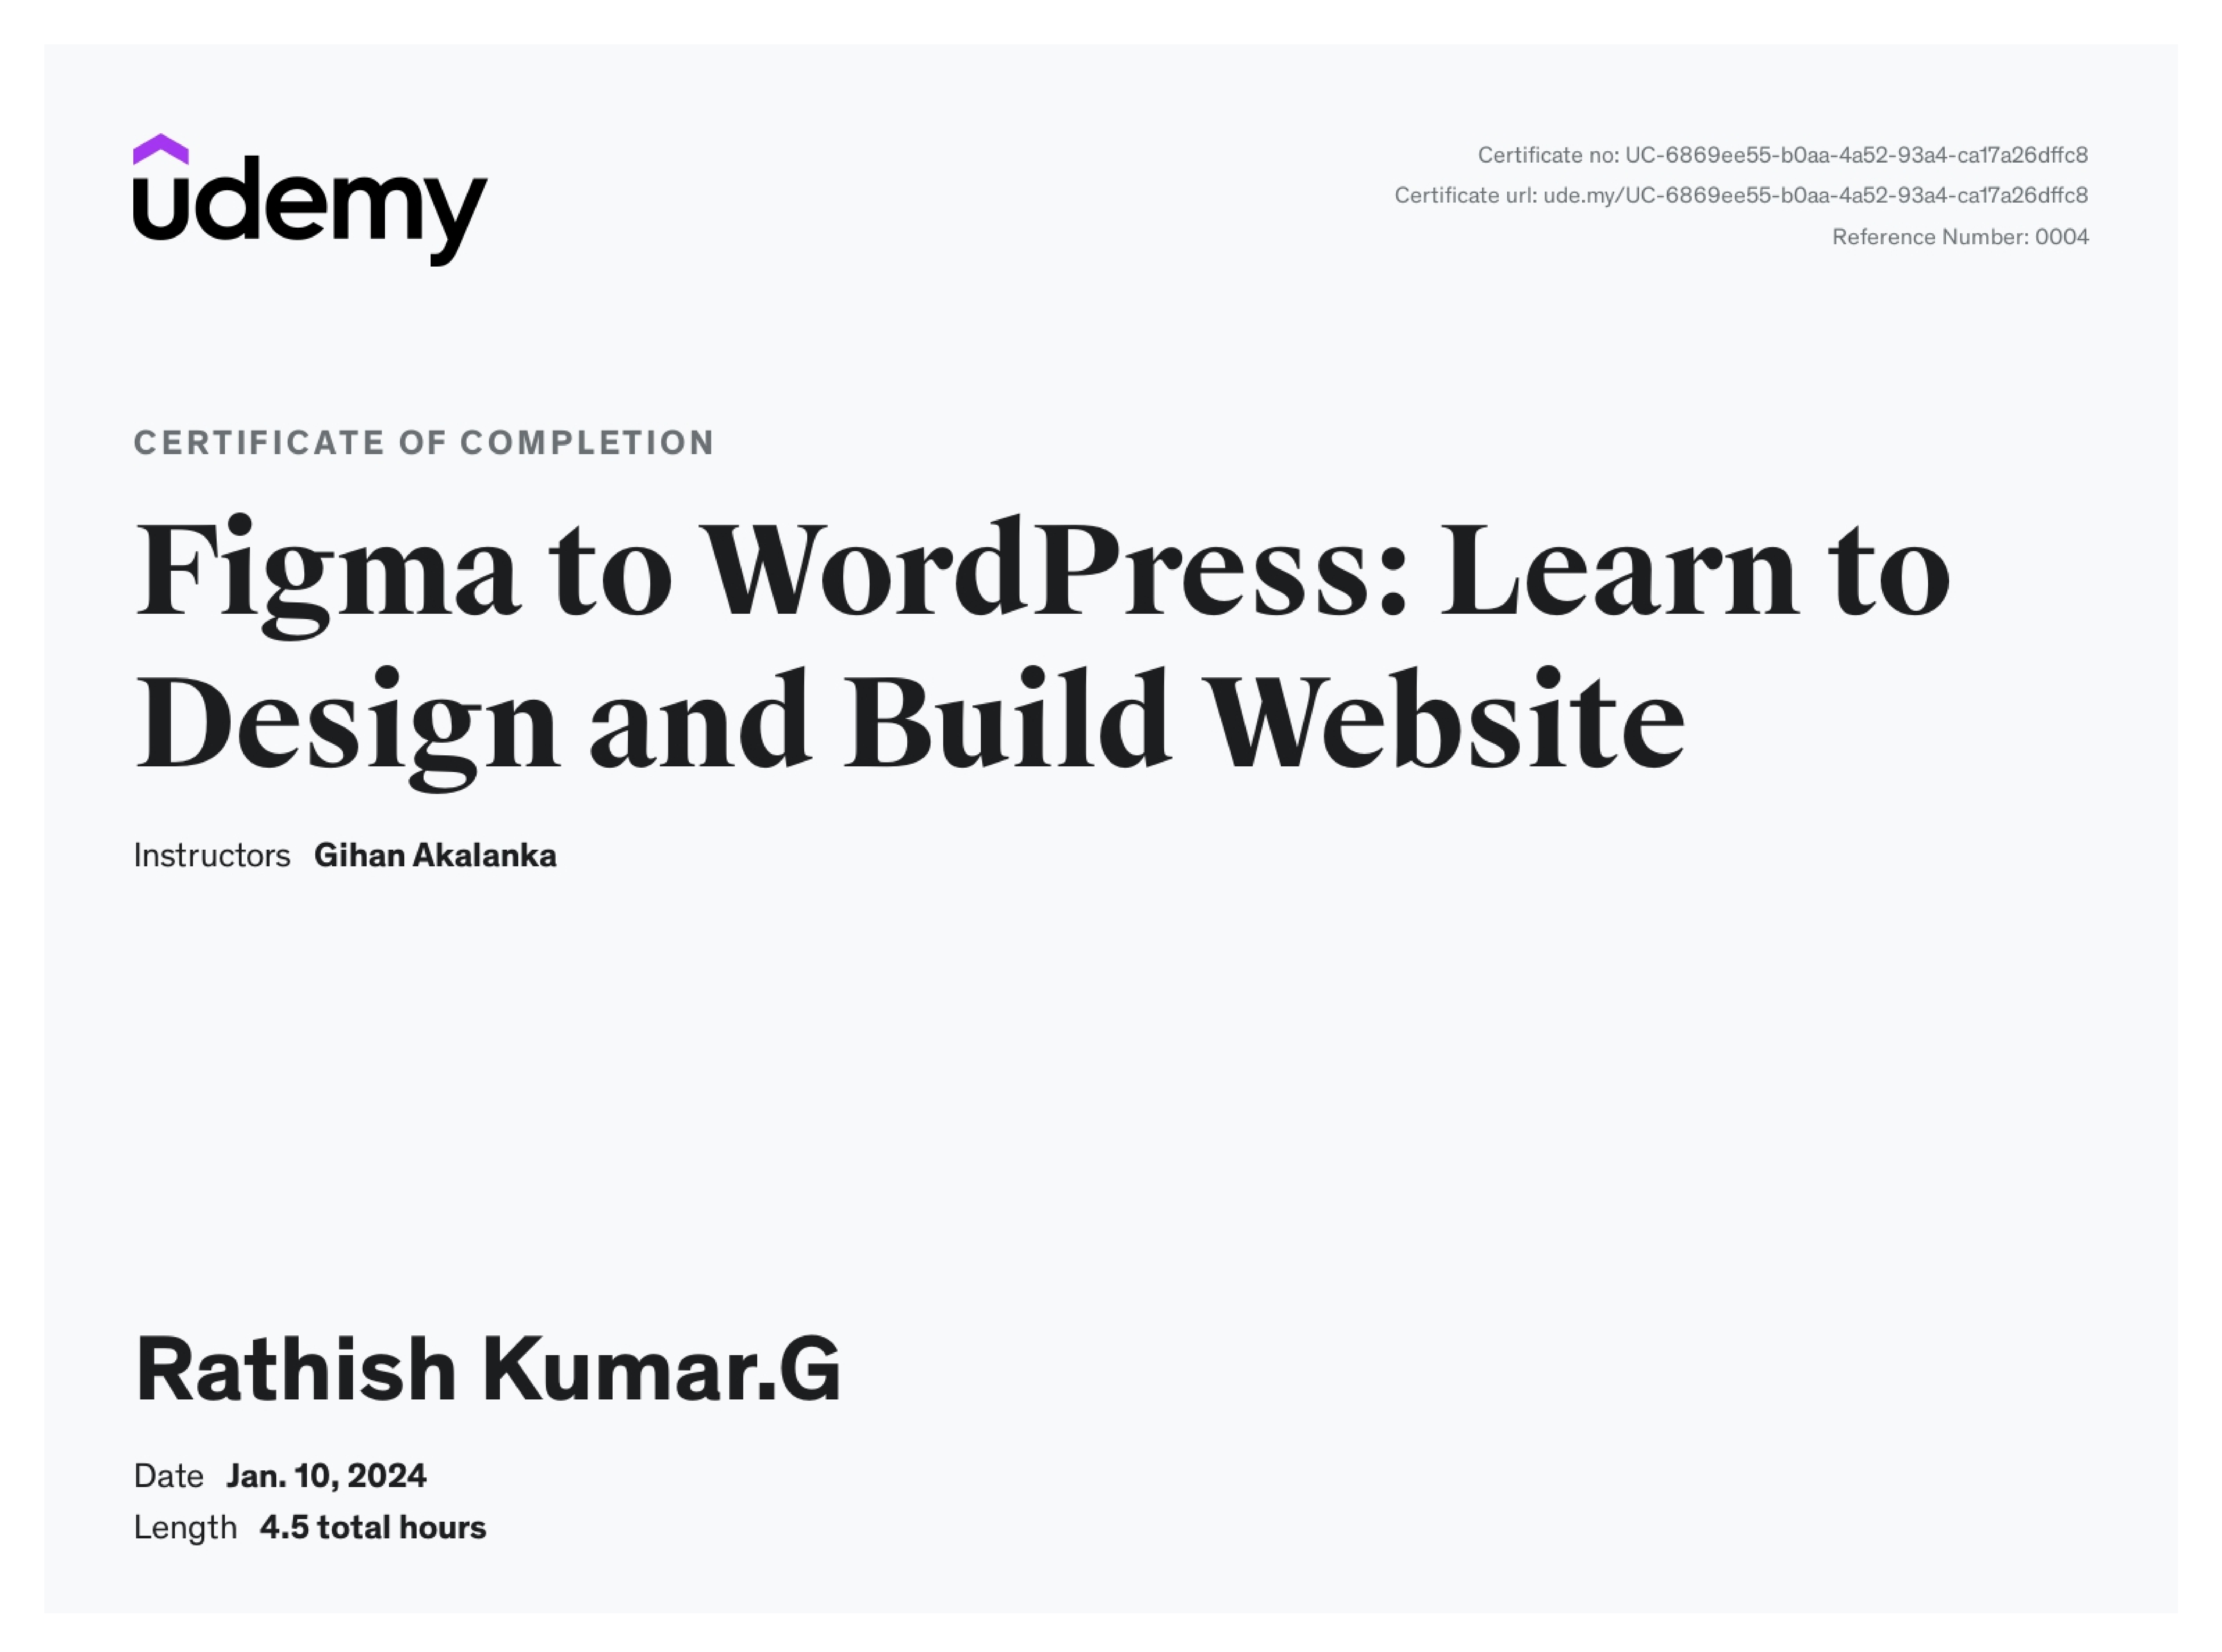 udemy
Certificate no: UC-6869ee55-b0aa-4a52-93a4-ca17a26dffc8
Certificate url: ude.my/UC-6869ee55-b0aa-4a52-93a4-ca17a26dffc8
Reference Number: 0004
CERTIFICATE OF COMPLETION
Figma to WordPress: Learn to
Design and Build Website
Instructors Gihan Akalanka
Rathish Kumar.G
Date Jan. 10, 2024
Length 4.5 total hours